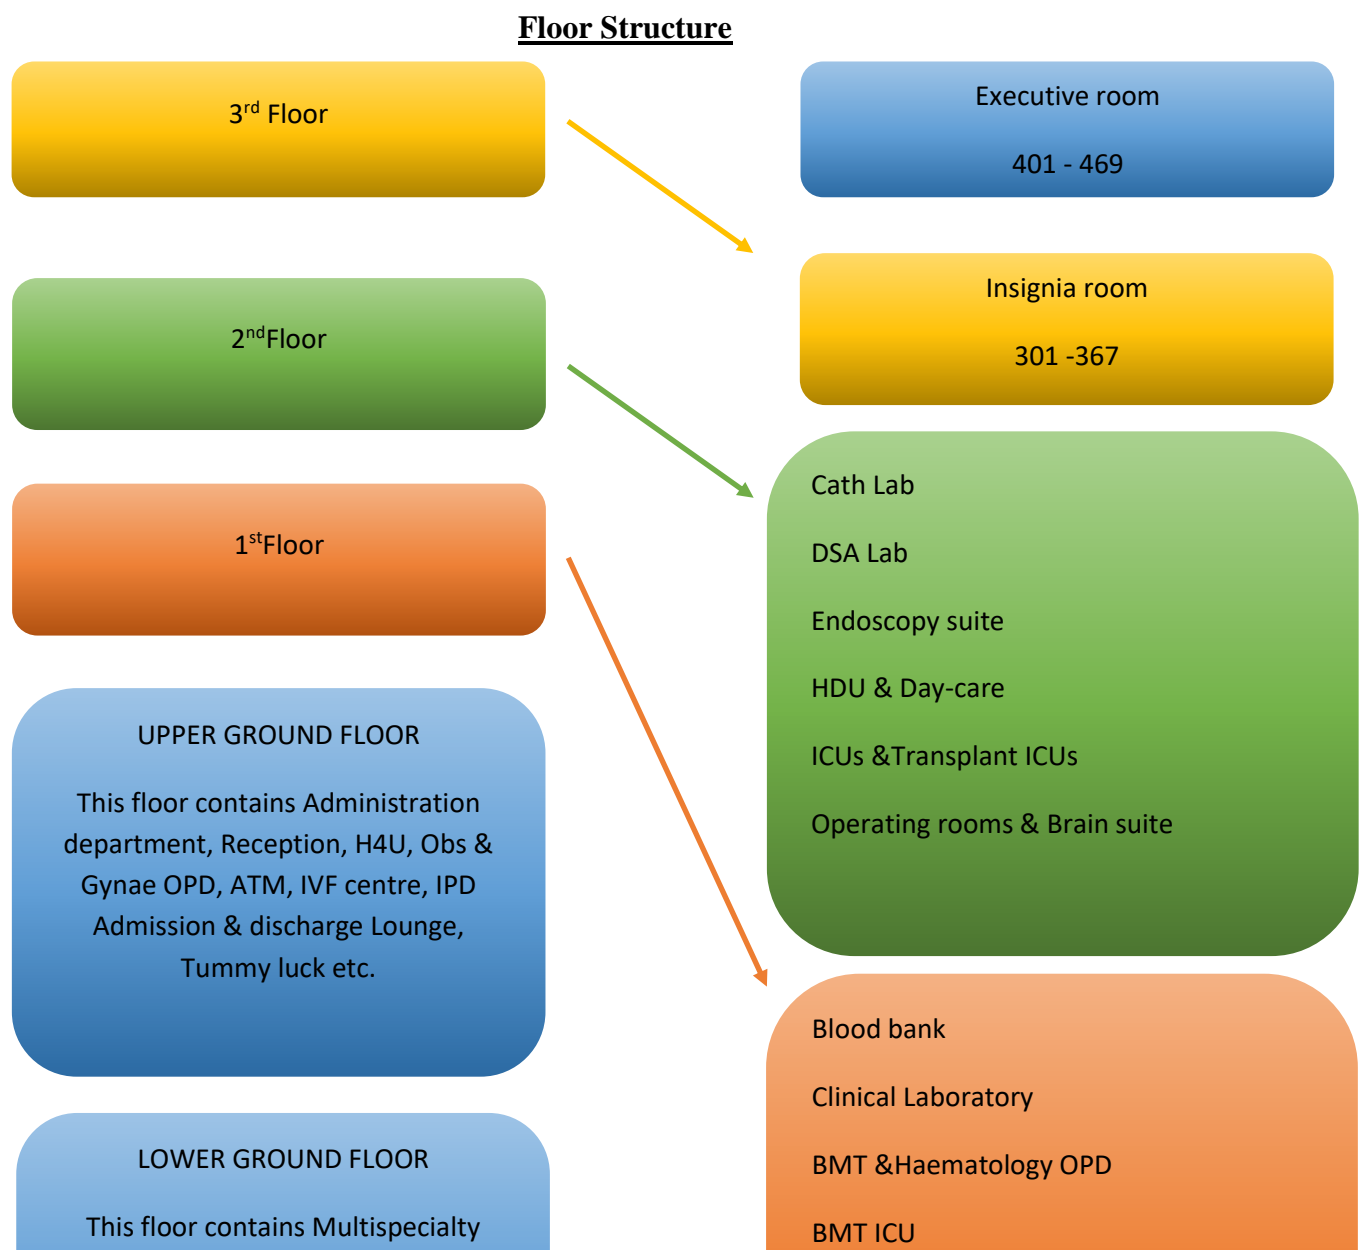 Floor Structure
3rd Floor
2ndFloor
1stFloor
UPPER GROUND FLOOR
This floor contains Administration
department, Reception, H4U, Obs &
Gynae OPD, ATM, IVF centre, IPD
Admission & discharge Lounge,
Tummy luck etc.
LOWER GROUND FLOOR
This floor contains Multispecialty
Executive room
401 - 469
Insignia room
301 -367
Cath Lab
DSA Lab
Endoscopy suite
HDU & Day-care
ICUs &Transplant ICUs
Operating rooms & Brain suite
Blood bank
Clinical Laboratory
BMT &Haematology OPD
BMT ICU